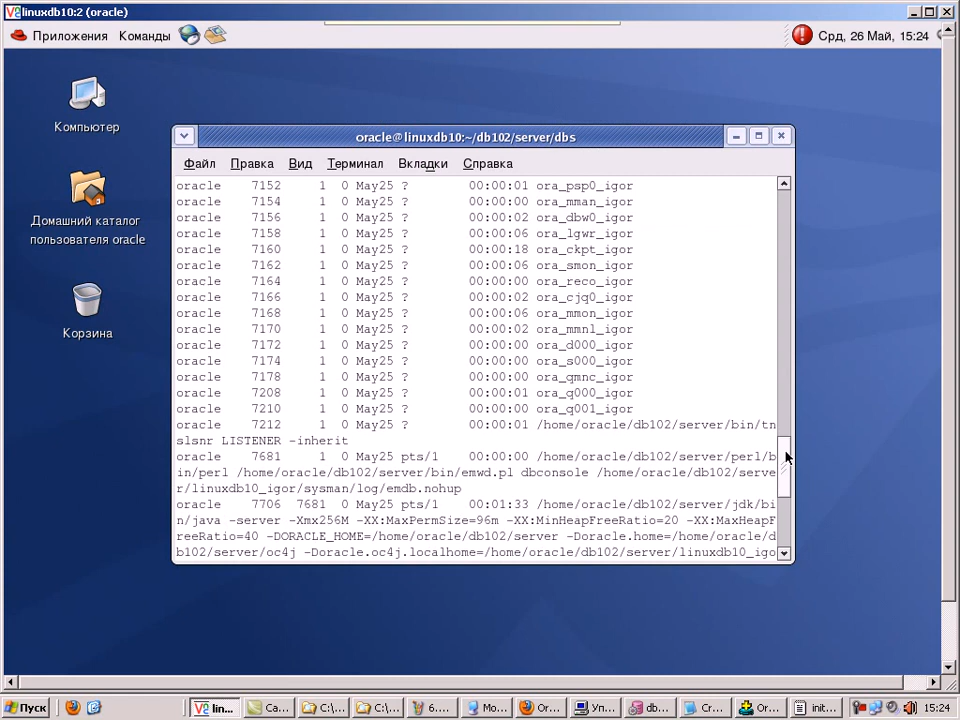 linuxdb10:2 (oracle)
Приложения Команды
Срд, 26 Май, 15:24
Компьютер
Домашний каталог
пользователя oracle
Корзина
oracle@linuxdb10:~/db102/server/dbs
Файл Правка Вид Терминал Вкладки Справка
oracle 7152 1 0 May25 ? 00:00:01 ora_psp0_igor
oracle 7154 1 0 May25 ? 00:00:00 ora_mman_igor
oracle 7156 1 0 May25 ? 00:00:02 ora_dbw0_igor
oracle 7158 1 0 May25 ? 00:00:06 ora_lgwr_igor
oracle 7160 1 0 May25 ? 00:00:18 ora_ckpt_igor
oracle 7162 1 0 May25 ? 00:00:06 ora_smon_igor
oracle 7164 1 0 May25 ? 00:00:00 ora_reco_igor
oracle 7166 1 0 May25 ? 00:00:02 ora_cjq0_igor
oracle 7168 1 0 May25 ? 00:00:06 ora_mmon_igor
oracle 7170 1 0 May25 ? 00:00:02 ora_mmnl_igor
oracle 7172 1 0 May25 ? 00:00:00 ora_d000_igor
oracle 7174 1 0 May25 ? 00:00:00 ora_s000_igor
oracle 7178 1 0 May25 ? 00:00:00 ora_qmnc_igor
oracle 7208 1 0 May25 ? 00:00:01 ora_q000_igor
oracle 7210 1 0 May25 ? 00:00:00 ora_q001_igor
oracle 7212 1 0 May25 ? 00:00:01 /home/oracle/db102/server/bin/tn
slsnr LISTENER -inherit
oracle 7681 1 0 May25 pts/1 00:00:00 /home/oracle/db102/server/perl/b
in/perl /home/oracle/db102/server/bin/emwd.pl dbconsole /home/oracle/db102/serve
r/linuxdb10_igor/sysman/log/emdb.nohup
oracle 7706 7681 0 May25 pts/1 00:01:33 /home/oracle/db102/server/jdk/bi
n/java -server -Xmx256M -XX:MaxPermSize=96m -XX:MinHeapFreeRatio=20 -XX:MaxHeapF
reeRatio=40 -DORACLE_HOME=/home/oracle/db102/server -Doracle.home=/home/oracle/d
b102/server/oc4j -Doracle.oc4j.localhome=/home/oracle/db102/server/linuxdb10_igo
Пуск lin... Ca... C:\... C:\... 6.... Mo... Or... Уп... db... Cr... Or... init... 15:24